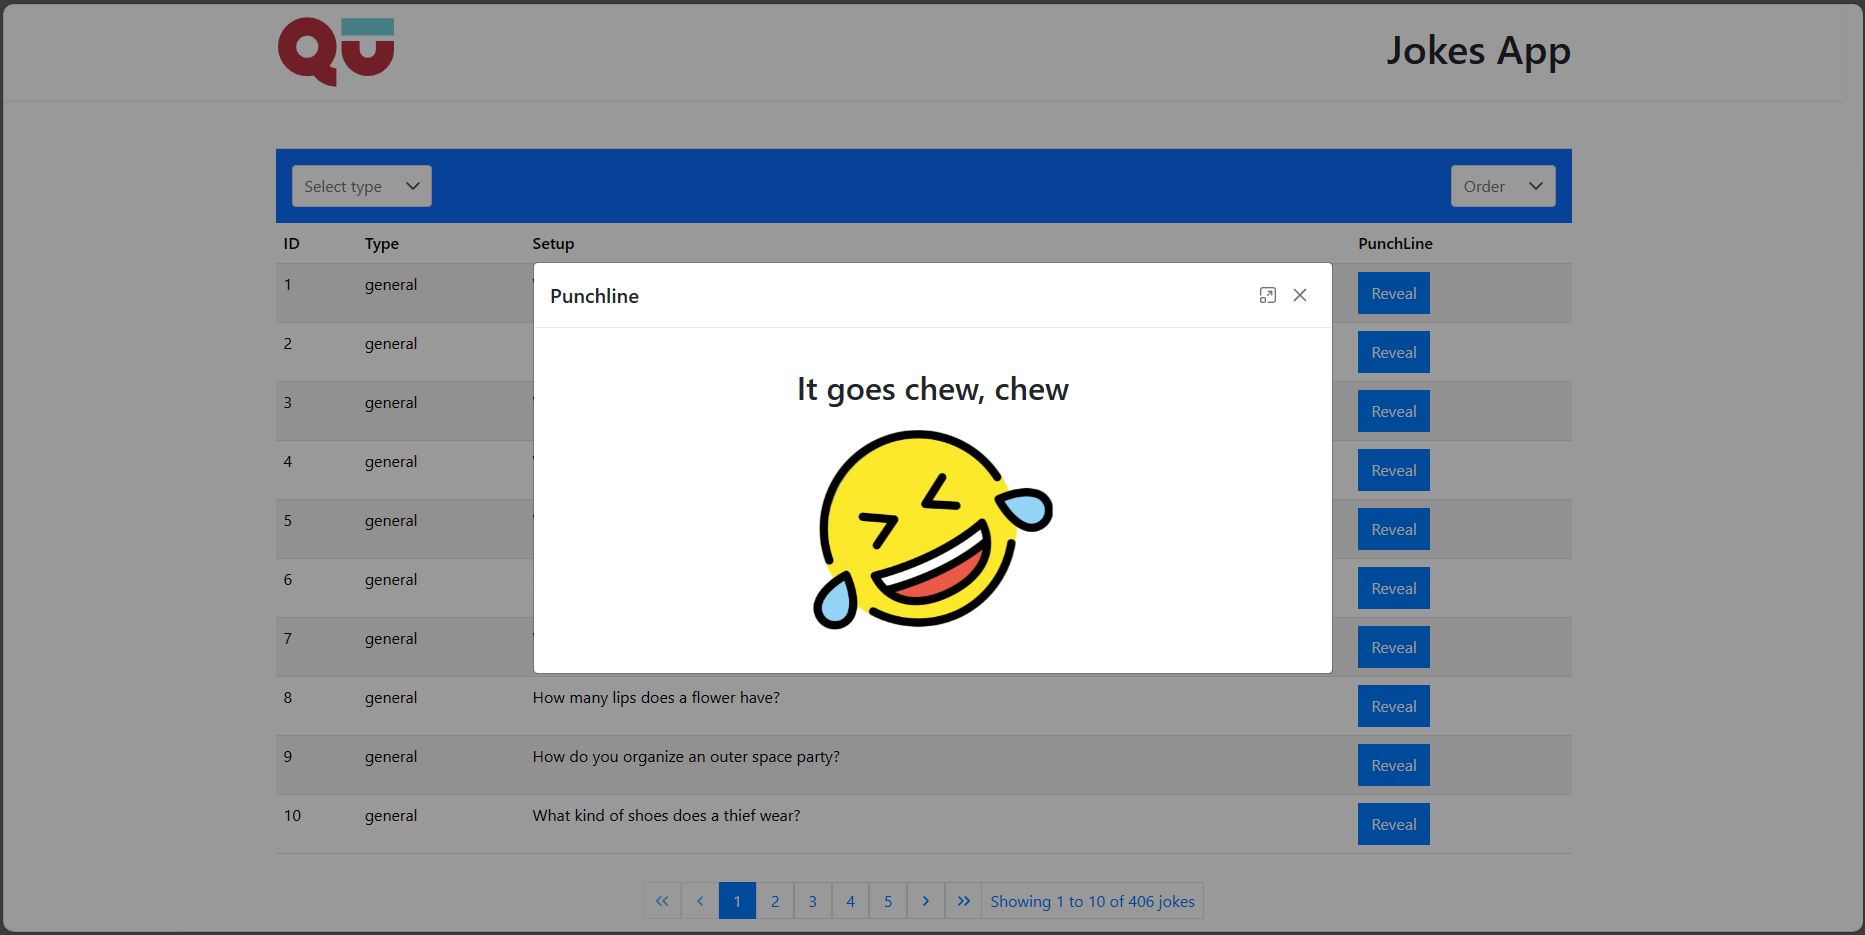 QU
Jokes App
Select type
Order
ID Type Setup PunchLine
1 general Reveal
2 general Reveal
3 general Reveal
4 general Reveal
5 general Reveal
6 general Reveal
7 general Reveal
Punchline
It goes chew, chew
8 general How many lips does a flower have? Reveal
9 general How do you organize an outer space party? Reveal
10 general What kind of shoes does a thief wear? Reveal
« ‹ 1 2 3 4 5 › » Showing 1 to 10 of 406 jokes